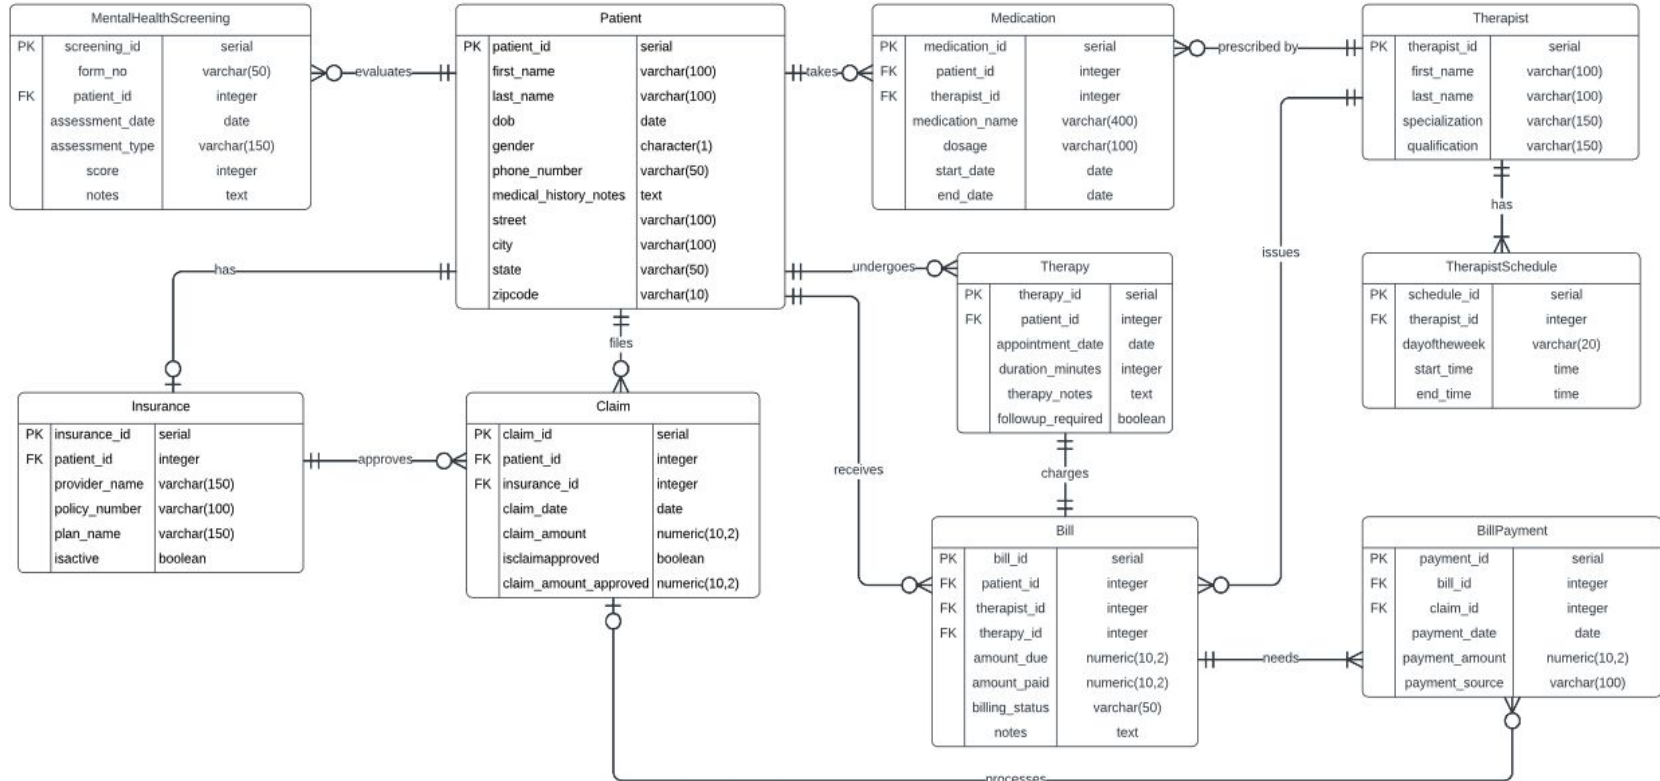 MentalHealthScreening
PK screening_id serial
form_no varchar(50)
FK patient_id integer
assessment_date date
assessment_type varchar(150)
score integer
notes text
evaluates
Patient
PK patient_id serial
first_name varchar(100)
last_name varchar(100)
dob date
gender character(1)
phone_number varchar(50)
medical_history_notes text
street varchar(100)
city varchar(100)
state varchar(50)
zipcode varchar(10)
takes
Medication
PK medication_id serial
FK patient_id integer
FK therapist_id integer
medication_name varchar(400)
dosage varchar(100)
start_date date
end_date date
prescribed by
Therapist
PK therapist_id serial
first_name varchar(100)
last_name varchar(100)
specialization varchar(150)
qualification varchar(150)
has
issues
has
undergoes
Therapy
PK therapy_id serial
FK patient_id integer
appointment_date date
duration_minutes integer
therapy_notes text
followup_required boolean
TherapistSchedule
PK schedule_id serial
FK therapist_id integer
dayoftheweek varchar(20)
start_time time
end_time time
files
Insurance
PK insurance_id serial
FK patient_id integer
provider_name varchar(150)
policy_number varchar(100)
plan_name varchar(150)
isactive boolean
approves
Claim
PK claim_id serial
FK patient_id integer
FK insurance_id integer
claim_date date
claim_amount numeric(10,2)
isclaimapproved boolean
claim_amount_approved numeric(10,2)
receives
charges
Bill
PK bill_id serial
FK patient_id integer
FK therapist_id integer
FK therapy_id integer
amount_due numeric(10,2)
amount_paid numeric(10,2)
billing_status varchar(50)
notes text
needs
BillPayment
PK payment_id serial
FK bill_id integer
FK claim_id integer
payment_date date
payment_amount numeric(10,2)
payment_source varchar(100)
processes